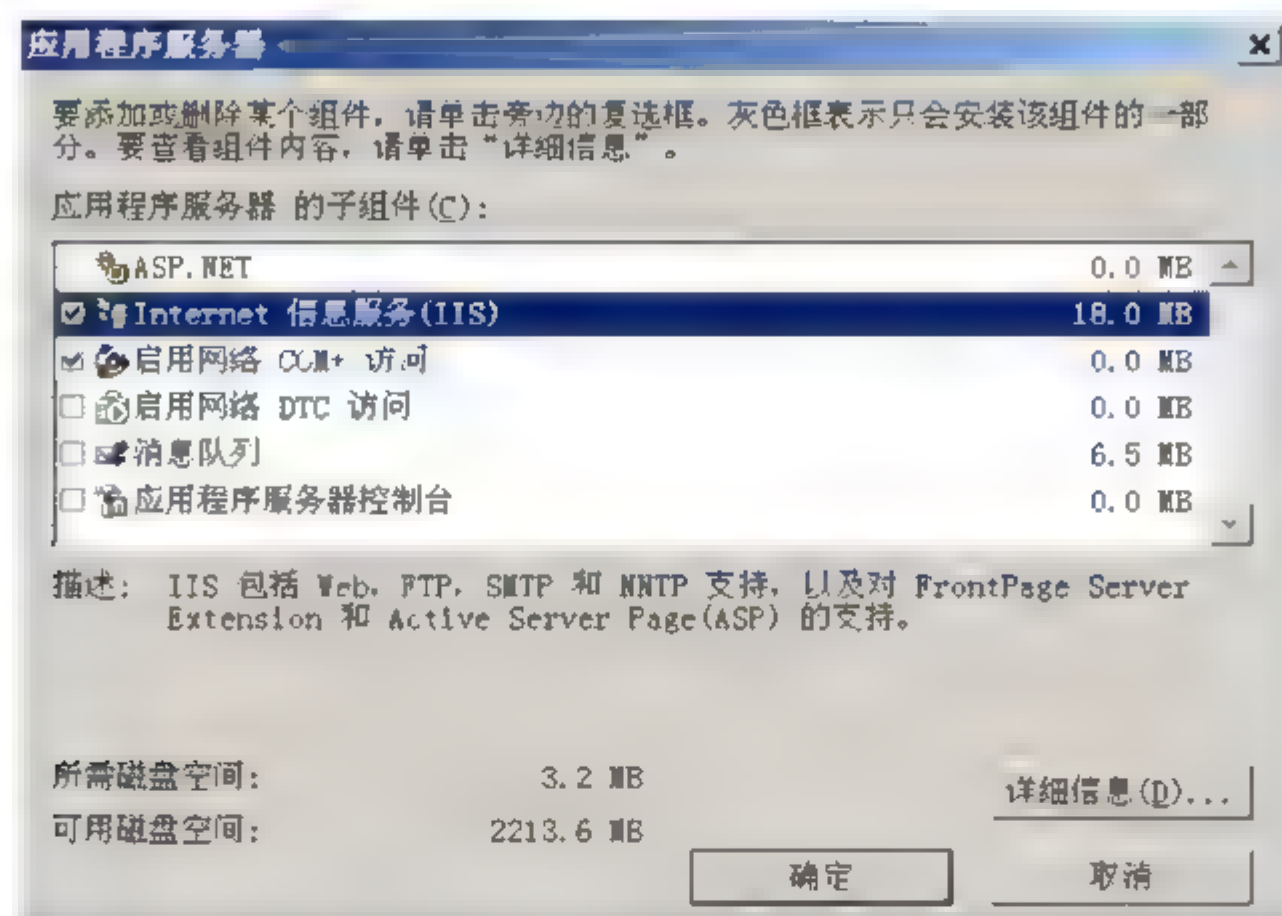 应用程序服务器
要添加或删除某个组件，请单击旁边的复选框。灰色框表示只会安装该组件的一部
分。要查看组件内容，请单击“详细信息”。
应用程序服务器 的子组件(C):
ASP.NET 0.0 MB
Internet 信息服务(IIS) 18.0 MB
启用网络 COM+ 访问 0.0 MB
启用网络 DTC 访问 0.0 MB
消息队列 6.5 MB
应用程序服务器控制台 0.0 MB
描述: IIS 包括 Web，FTP，SMTP 和 NNTP 支持，以及对 FrontPage Server
Extension 和 Active Server Page(ASP) 的支持。
所需磁盘空间: 3.2 MB
详细信息(D)...
可用磁盘空间: 2213.6 MB
确定 取消